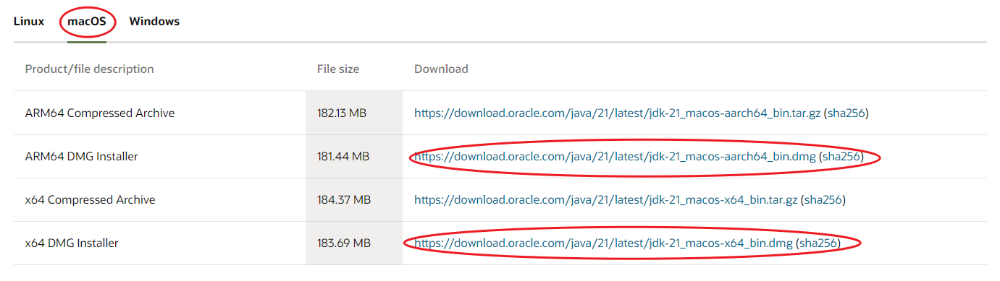 Linux macOS Windows
Product/file description File size Download
ARM64 Compressed Archive 182.13 MB https://download.oracle.com/java/21/latest/jdk-21_macos-aarch64_bin.tar.gz (sha256)
ARM64 DMG Installer 181.44 MB https://download.oracle.com/java/21/latest/jdk-21_macos-aarch64_bin.dmg (sha256)
x64 Compressed Archive 184.37 MB https://download.oracle.com/java/21/latest/jdk-21_macos-x64_bin.tar.gz (sha256)
x64 DMG Installer 183.69 MB https://download.oracle.com/java/21/latest/jdk-21_macos-x64_bin.dmg (sha256)